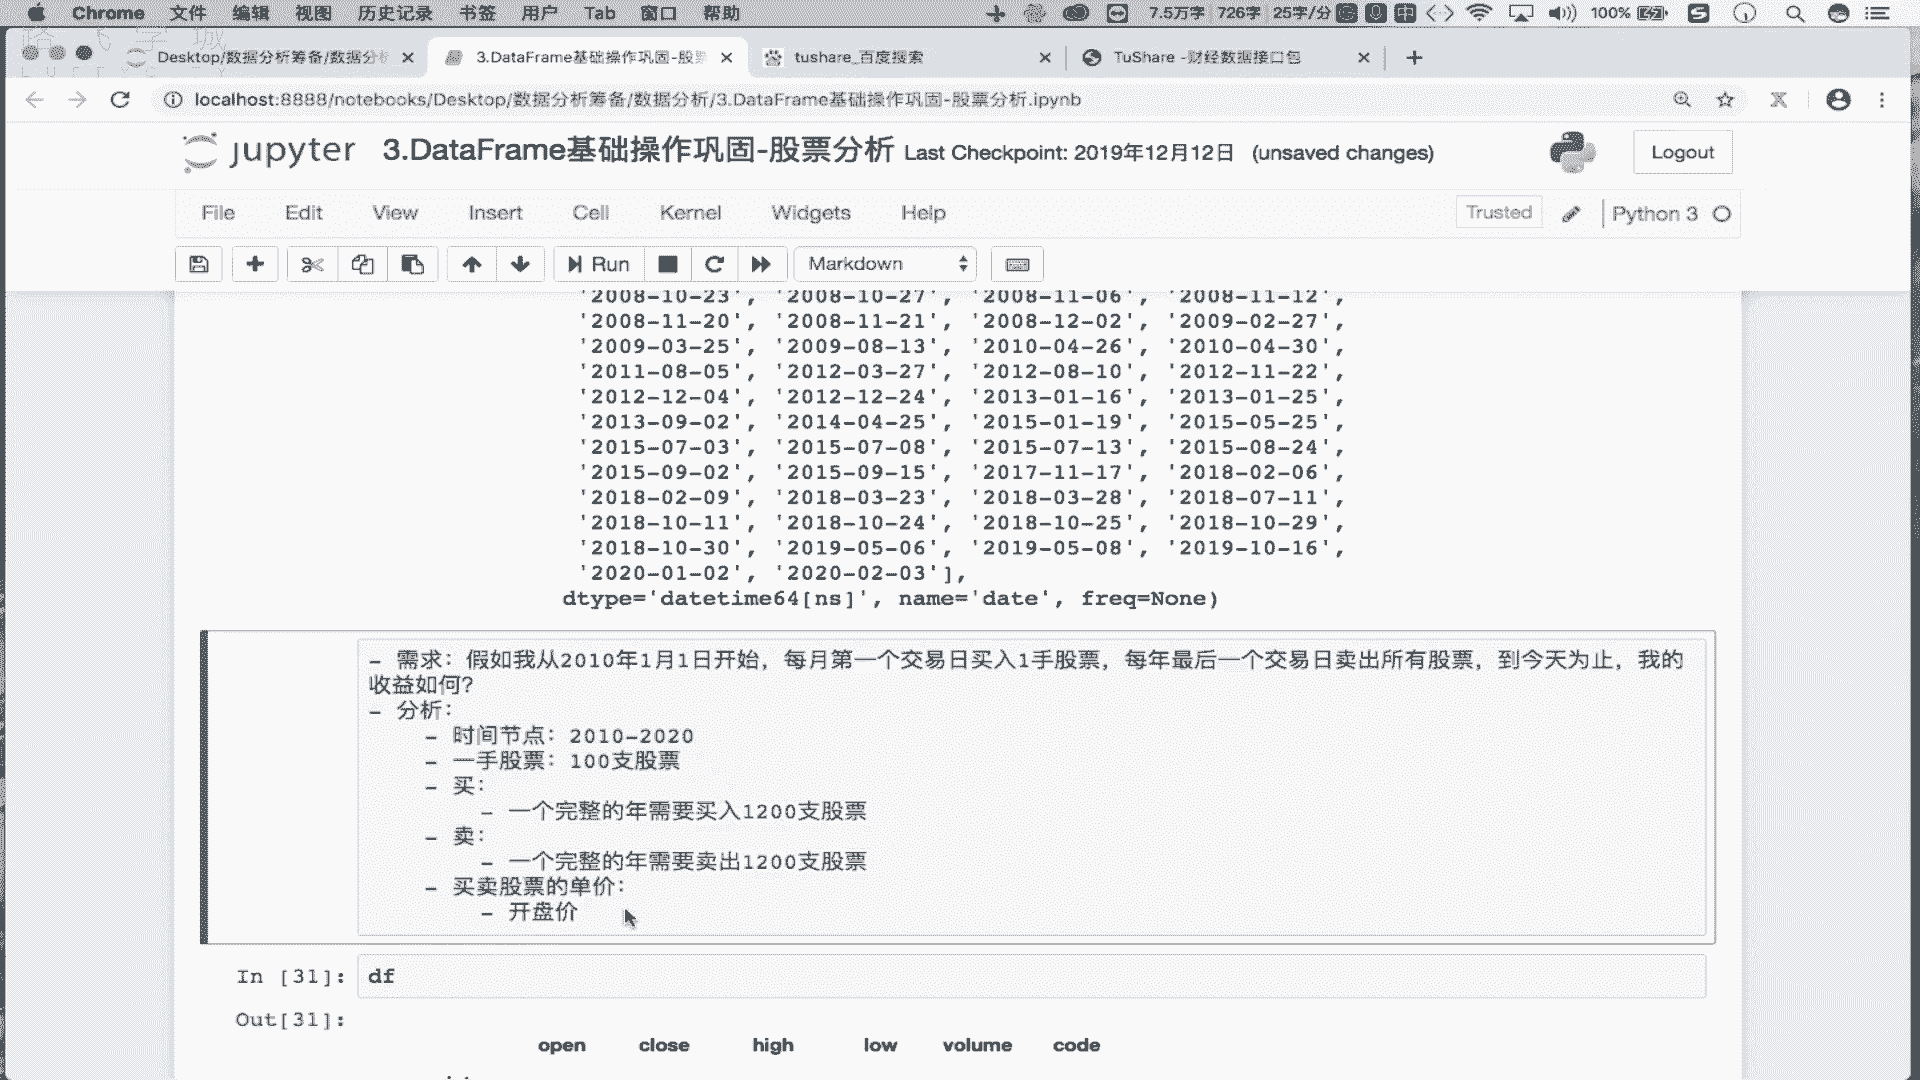 Chrome 文件 编辑 视图 历史记录 书签 用户 Tab 窗口 帮助 7.5万字 726字 25字/分 100%
Desktop/数据分析筹备/数据分析 3.DataFrame基础操作巩固-股票 tushare_百度搜索 TuShare -财经数据接口包
localhost:8888/notebooks/Desktop/数据分析筹备/数据分析/3.DataFrame基础操作巩固-股票分析.ipynb
jupyter 3.DataFrame基础操作巩固-股票分析 Last Checkpoint: 2019年12月12日 (unsaved changes) Logout
File Edit View Insert Cell Kernel Widgets Help Trusted Python 3
Run Markdown
'2008-10-23', '2008-10-27', '2008-11-06', '2008-11-12',
'2008-11-20', '2008-11-21', '2008-12-02', '2009-02-27',
'2009-03-25', '2009-08-13', '2010-04-26', '2010-04-30',
'2011-08-05', '2012-03-27', '2012-08-10', '2012-11-22',
'2012-12-04', '2012-12-24', '2013-01-16', '2013-01-25',
'2013-09-02', '2014-04-25', '2015-01-19', '2015-05-25',
'2015-07-03', '2015-07-08', '2015-07-13', '2015-08-24',
'2015-09-02', '2015-09-15', '2017-11-17', '2018-02-06',
'2018-02-09', '2018-03-23', '2018-03-28', '2018-07-11',
'2018-10-11', '2018-10-24', '2018-10-25', '2018-10-29',
'2018-10-30', '2019-05-06', '2019-05-08', '2019-10-16',
'2020-01-02', '2020-02-03'],
dtype='datetime64[ns]', name='date', freq=None)
- 需求：假如我从2010年1月1日开始，每月第一个交易日买入1手股票，每年最后一个交易日卖出所有股票，到今天为止，我的
收益如何？
- 分析：
- 时间节点：2010-2020
- 一手股票：100支股票
- 买：
- 一个完整的年需要买入1200支股票
- 卖：
- 一个完整的年需要卖出1200支股票
- 买卖股票的单价：
- 开盘价
In [31]: df
Out[31]:
open close high low volume code